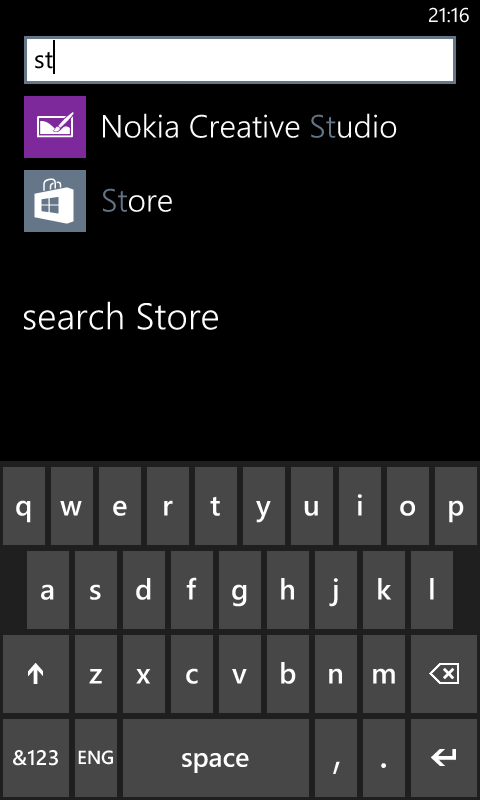 21:16
st
Nokia Creative Studio
Store
search Store
q w e r t y u i o p
a s d f g h j k l
z x c v b n m
&123 ENG space , .